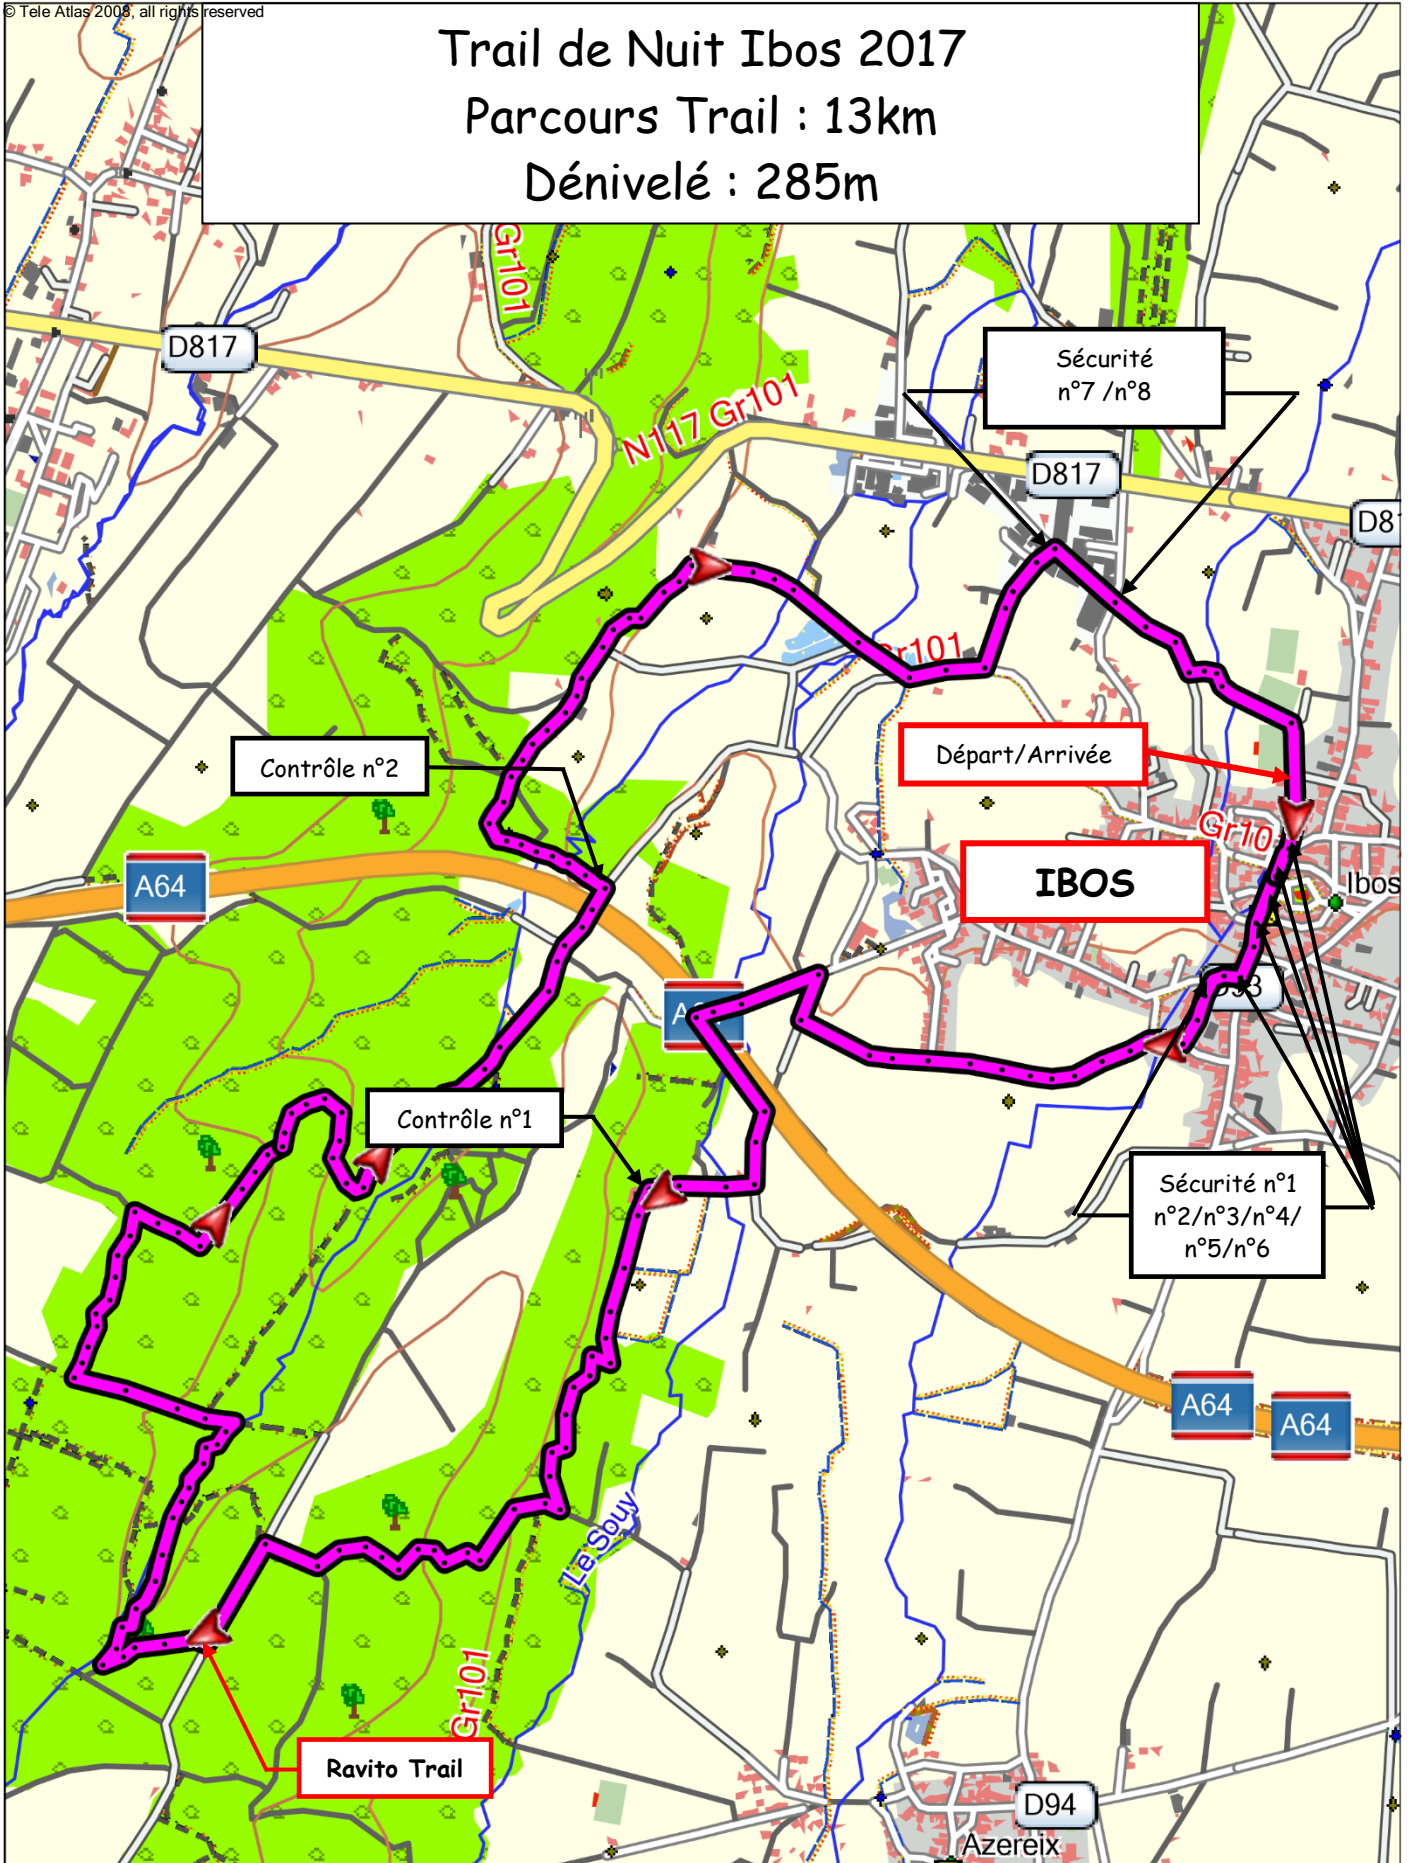 © Tele Atlas 2008, all rights reserved
Trail de Nuit Ibos 2017
Parcours Trail : 13km
Dénivelé : 285m
Gr101
D817
Sécurité
n°7 /n°8
N117 Gr101
D817
D81
Gr101
Départ/Arrivée
Contrôle n°2
Gr10
A64
IBOS
Ibos
D93
Contrôle n°1
Sécurité n°1
n°2/n°3/n°4/
n°5/n°6
A64
A64
Le Souy
Gr101
Ravito Trail
D94
Azereix